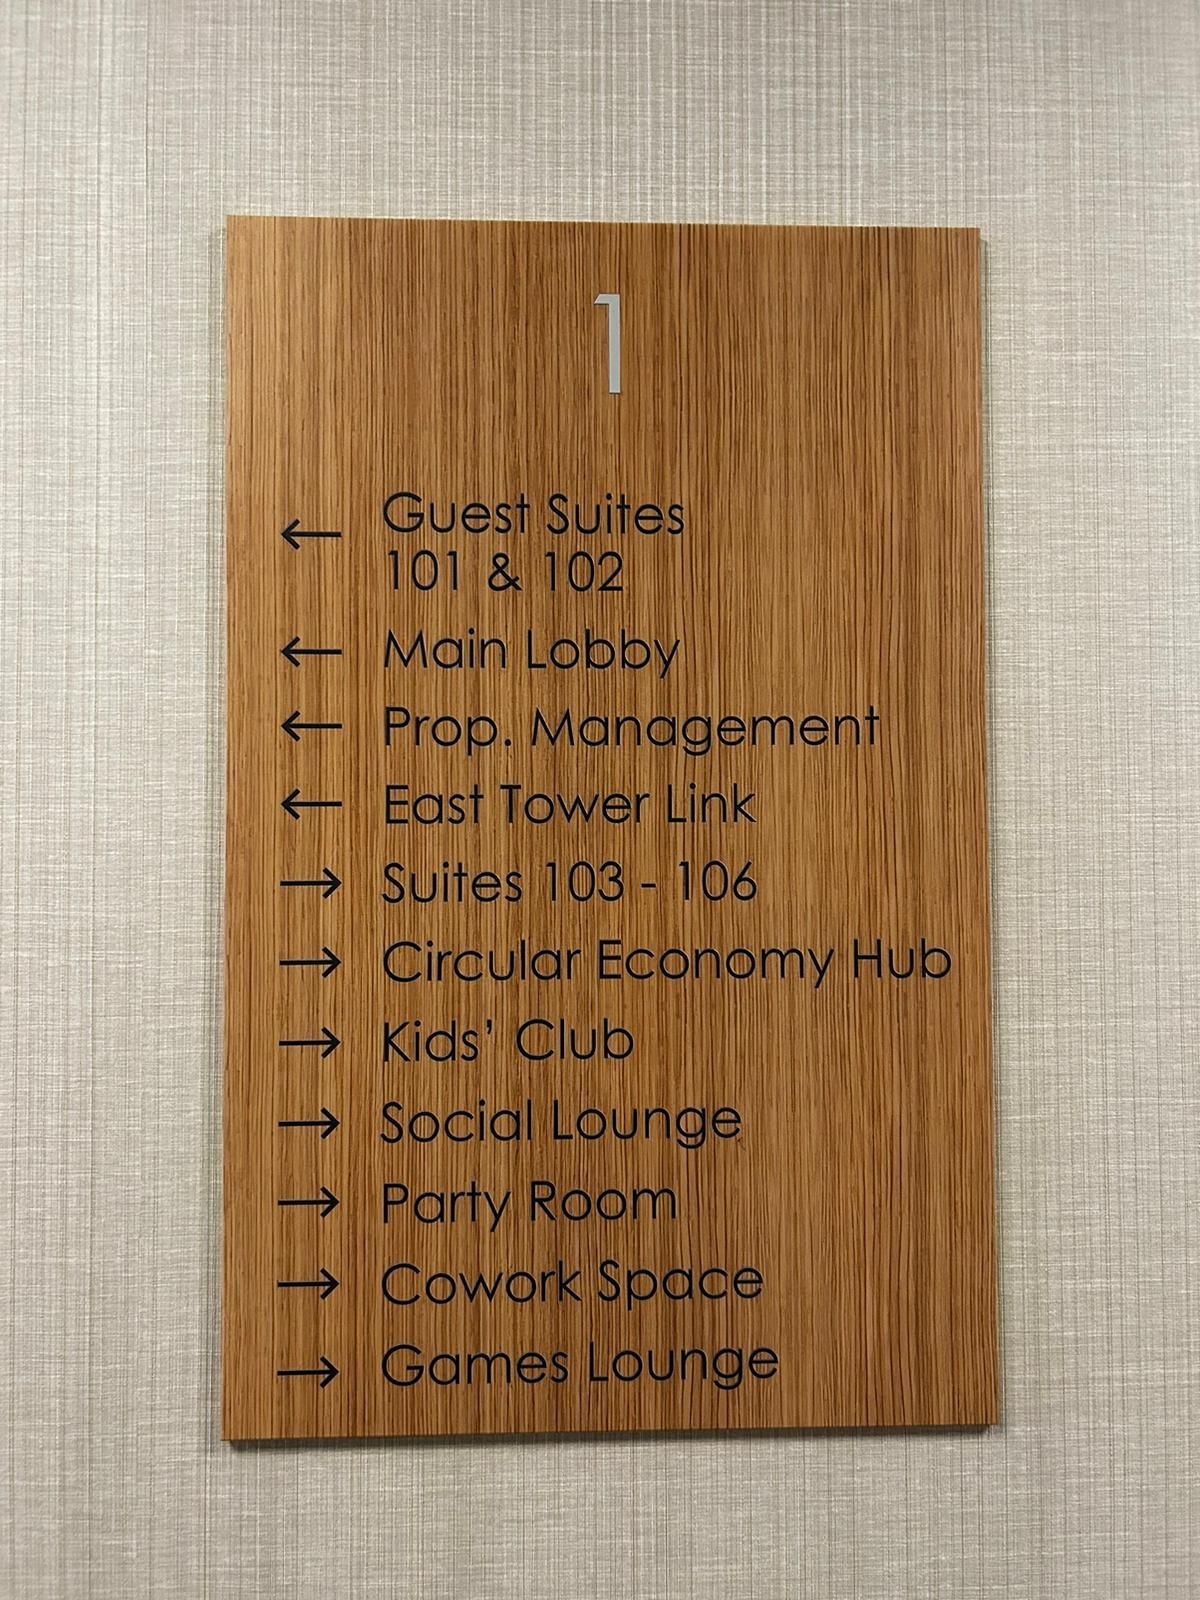 1
← Guest Suites
101 & 102
← Main Lobby
← Prop. Management
← East Tower Link
→ Suites 103 - 106
→ Circular Economy Hub
→ Kids’ Club
→ Social Lounge
→ Party Room
→ Cowork Space
→ Games Lounge